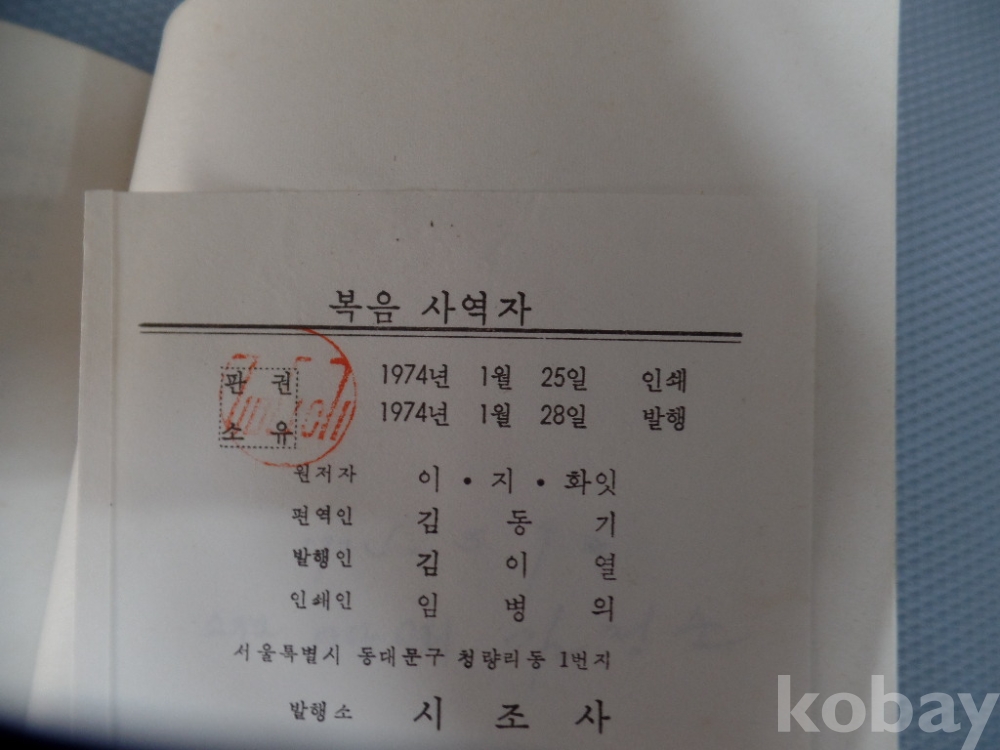 복음 사역자
판 권
소 유
1974년 1월 25일 인쇄
1974년 1월 28일 발행
원저자 이 · 지 · 화잇
편역인 김 동 기
발행인 김 이 열
인쇄인 임 병 의
서울특별시 동대문구 청량리동 1번지
발행소 시 조 사
kobay